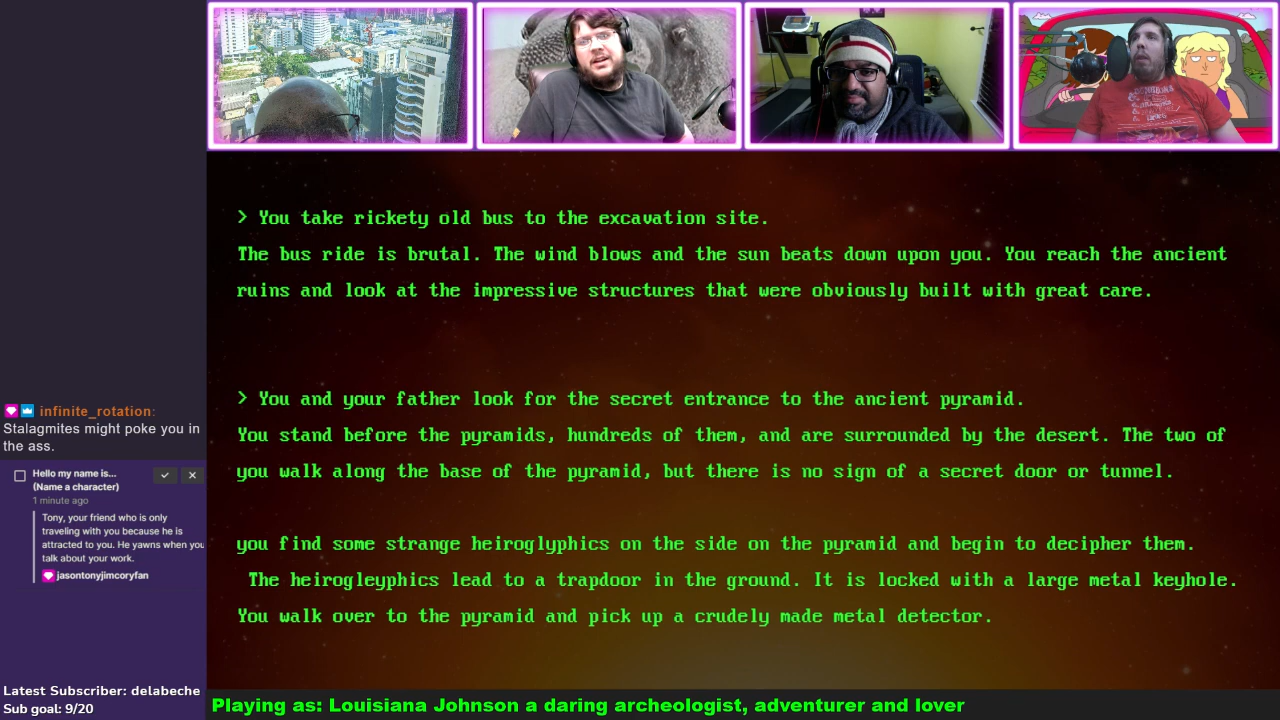 > You take rickety old bus to the excavation site.
The bus ride is brutal. The wind blows and the sun beats down upon you. You reach the ancient
ruins and look at the impressive structures that were obviously built with great care.
> You and your father look for the secret entrance to the ancient pyramid.
You stand before the pyramids, hundreds of them, and are surrounded by the desert. The two of
you walk along the base of the pyramid, but there is no sign of a secret door or tunnel.
you find some strange heiroglyphics on the side on the pyramid and begin to decipher them.
The heirogleyphics lead to a trapdoor in the ground. It is locked with a large metal keyhole.
You walk over to the pyramid and pick up a crudely made metal detector.
infinite_rotation:
Stalagmites might poke you in
the ass.
Hello my name is...
(Name a character)
1 minute ago
Tony, your friend who is only
traveling with you because he is
attracted to you. He yawns when you
talk about your work.
jasontonyjimcoryfan
Latest Subscriber: delabeche
Sub goal: 9/20
Playing as: Louisiana Johnson a daring archeologist, adventurer and lover